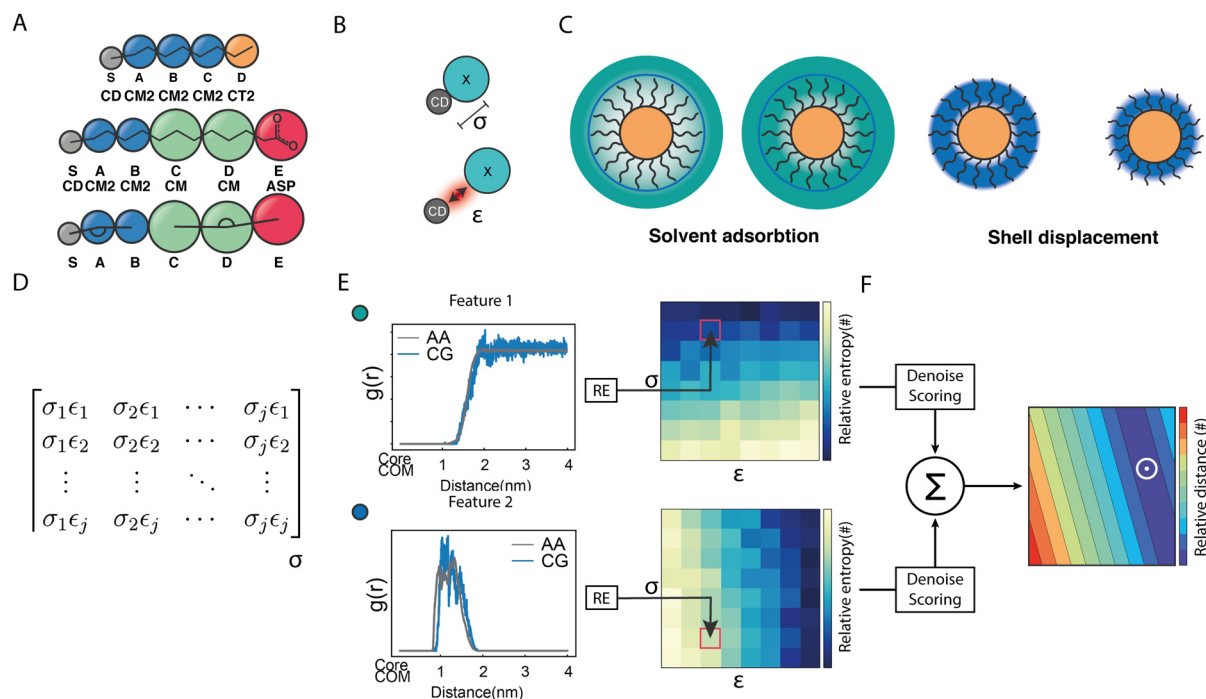 A
S A B C D
CD CM2 CM2 CM2 CT2
S A B C D E
CD CM2 CM2 CM CM ASP
O
O
S A B C D E
B
CD
x
σ
CD
x
ε
C
Solvent adsorbtion
Shell displacement
D
σ₁ϵ₁ σ₂ϵ₁ ⋯ σⱼϵ₁
σ₁ϵ₂ σ₂ϵ₂ ⋯ σⱼϵ₂
⋮ ⋮ ⋱ ⋮
σ₁ϵⱼ σ₂ϵⱼ ⋯ σⱼϵⱼ
σ
E
Feature 1
AA
CG
g(r)
Core
COM
1 2 3 4
Distance(nm)
RE
σ
ε
Relative entropy(#)
Feature 2
AA
CG
g(r)
Core
COM
1 2 3 4
Distance(nm)
RE
σ
ε
Relative entropy(#)
F
Denoise
Scoring
Σ
Denoise
Scoring
Relative distance (#)